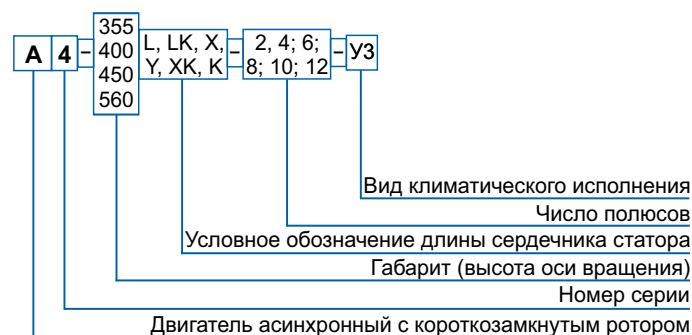 А 4 – 355 400 450 560 L, LK, X, Y, XK, K – 2, 4; 6; 8; 10; 12 – У3
Вид климатического исполнения
Число полюсов
Условное обозначение длины сердечника статора
Габарит (высота оси вращения)
Номер серии
Двигатель асинхронный с короткозамкнутым ротором